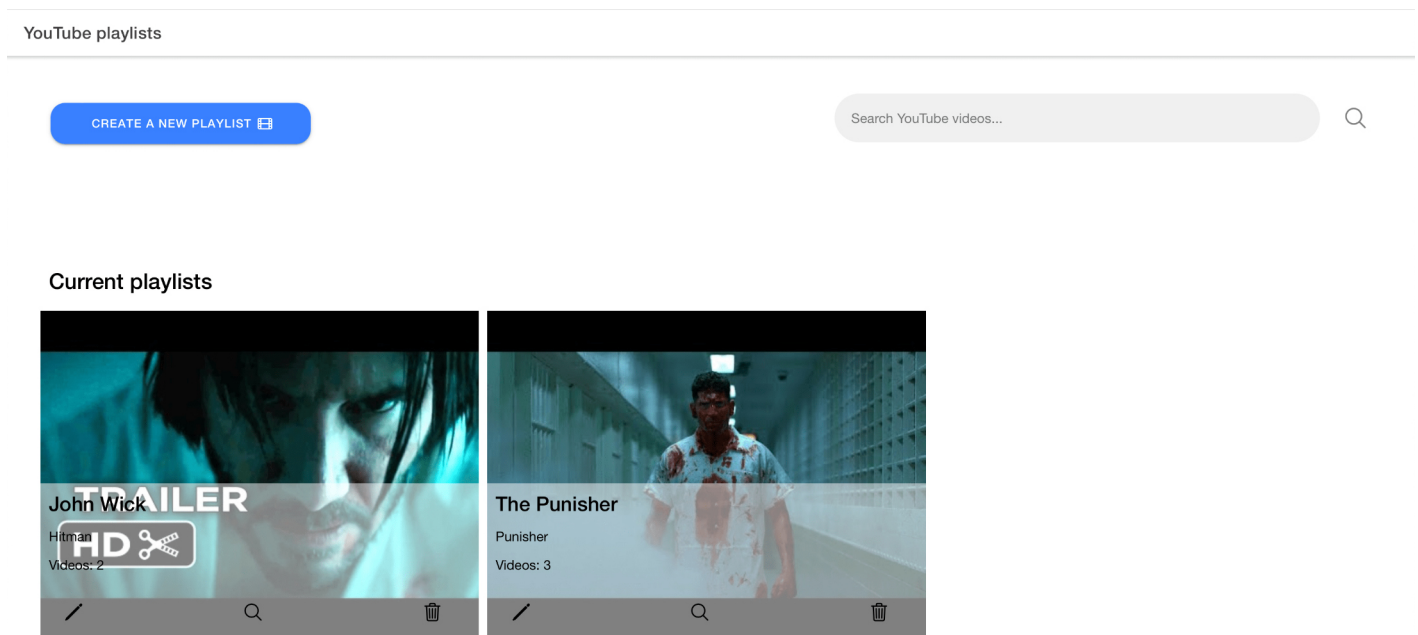 YouTube playlists
CREATE A NEW PLAYLIST
Search YouTube videos...
Current playlists
TRAILER
John Wick
HD
Hitman
Videos: 2
The Punisher
Punisher
Videos: 3